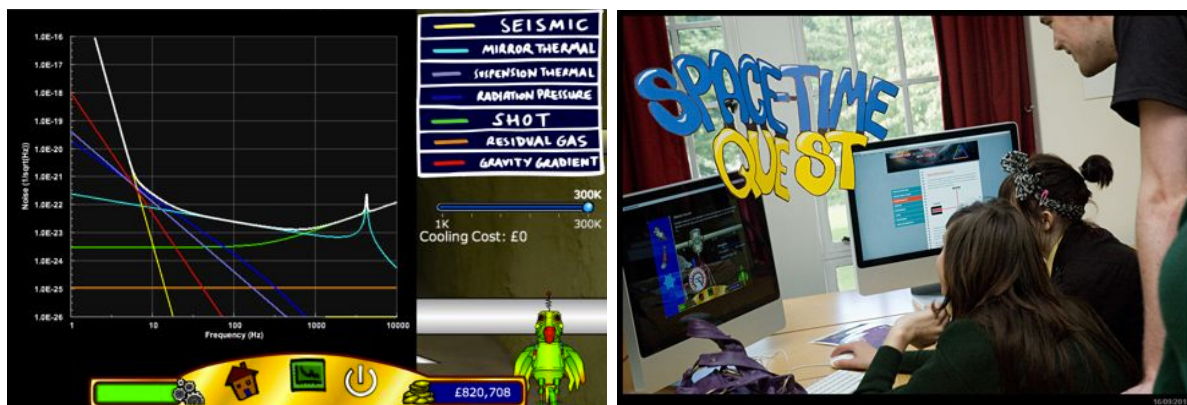 1.0E-16
1.0E-17
1.0E-18
1.0E-19
1.0E-20
1.0E-21
1.0E-22
1.0E-23
1.0E-24
1.0E-25
1.0E-26
Noise (1/sqrt(Hz))
1 10 100 1000 10000
Frequency (Hz)
SEISMIC
MIRROR THERMAL
SUSPENSION THERMAL
RADIATION PRESSURE
SHOT
RESIDUAL GAS
GRAVITY GRADIENT
300K
1K 300K
Cooling Cost: £0
£820,708
SPACETIME
QUEST